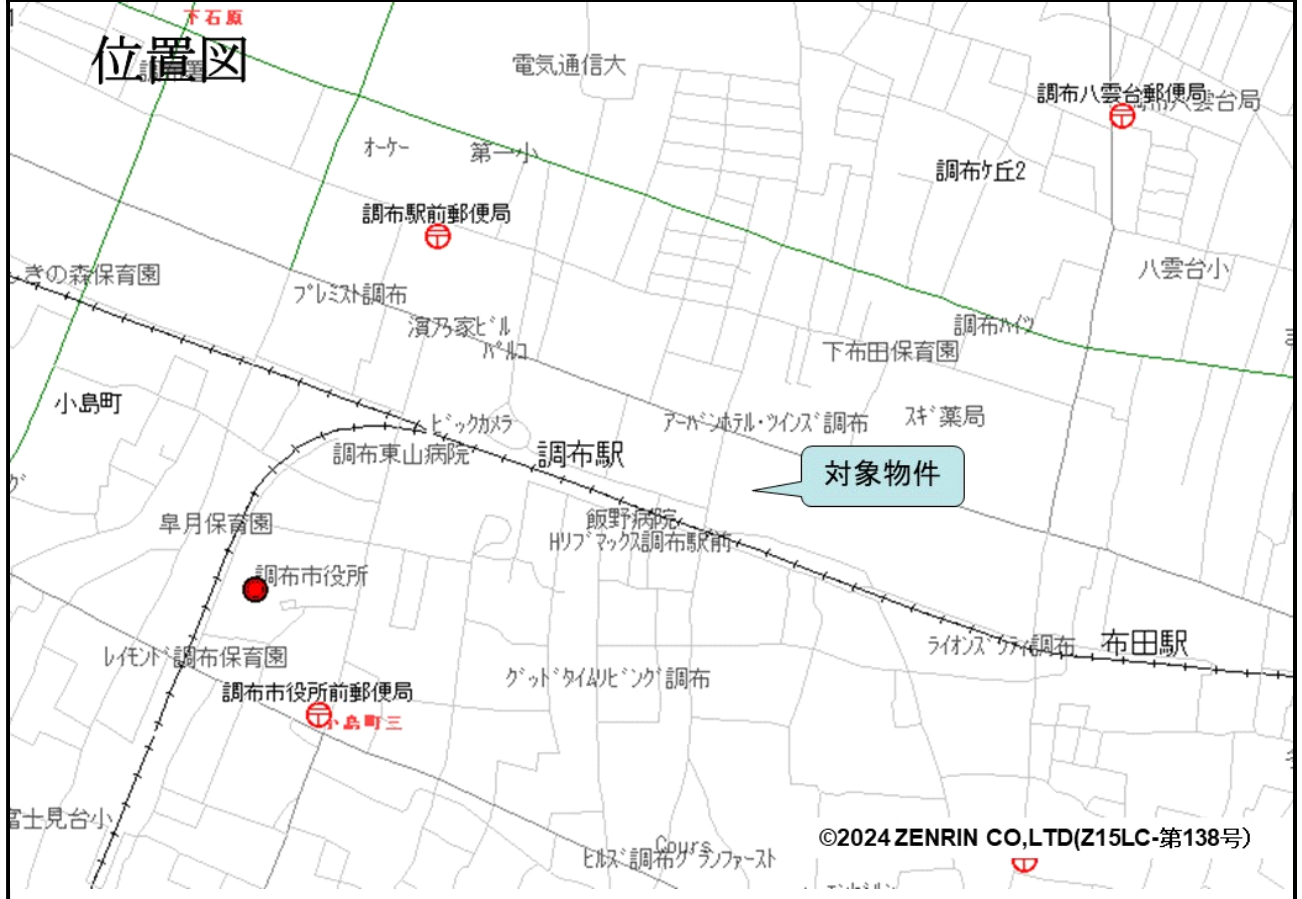 下石原
位置図
電気通信大
調布八雲台郵便局
オーケー
第一小
調布ケ丘2
調布駅前郵便局
きの森保育園
八雲台小
プレミスト調布
濱乃家ビル
調布ハイツ
パルコ
下布田保育園
小島町
アーバンホテル・ツインズ調布
スギ薬局
ビックカメラ
調布東山病院
調布駅
対象物件
皐月保育園
飯野病院
Hリブマックス調布駅前
調布市役所
ライオンズシティ調布
布田駅
レイモンド調布保育園
グッドタイムリビング調布
調布市役所前郵便局
小島町三
富士見台小
©2024 ZENRIN CO,LTD(Z15LC-第138号)
Cours
ヒルズ調布グランファースト